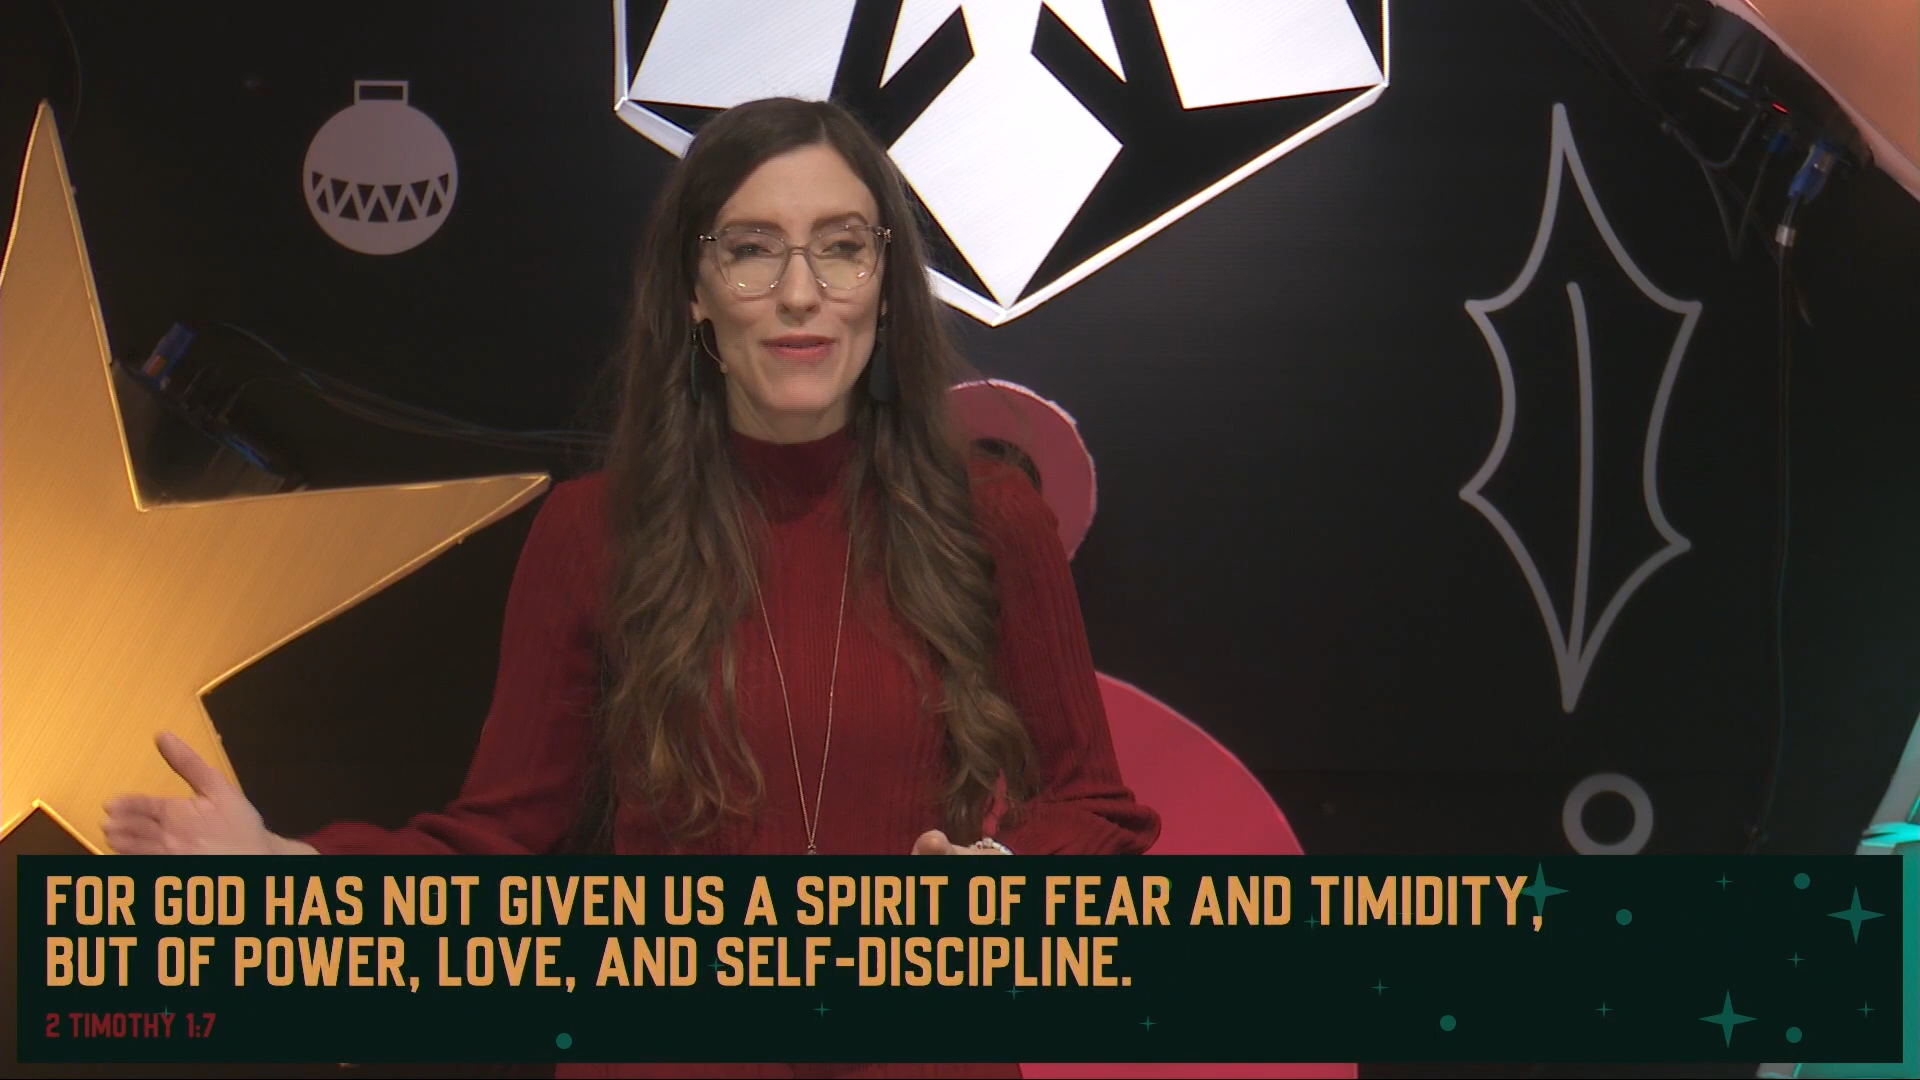 FOR GOD HAS NOT GIVEN US A SPIRIT OF FEAR AND TIMIDITY,
BUT OF POWER, LOVE, AND SELF-DISCIPLINE.
2 TIMOTHY 1:7